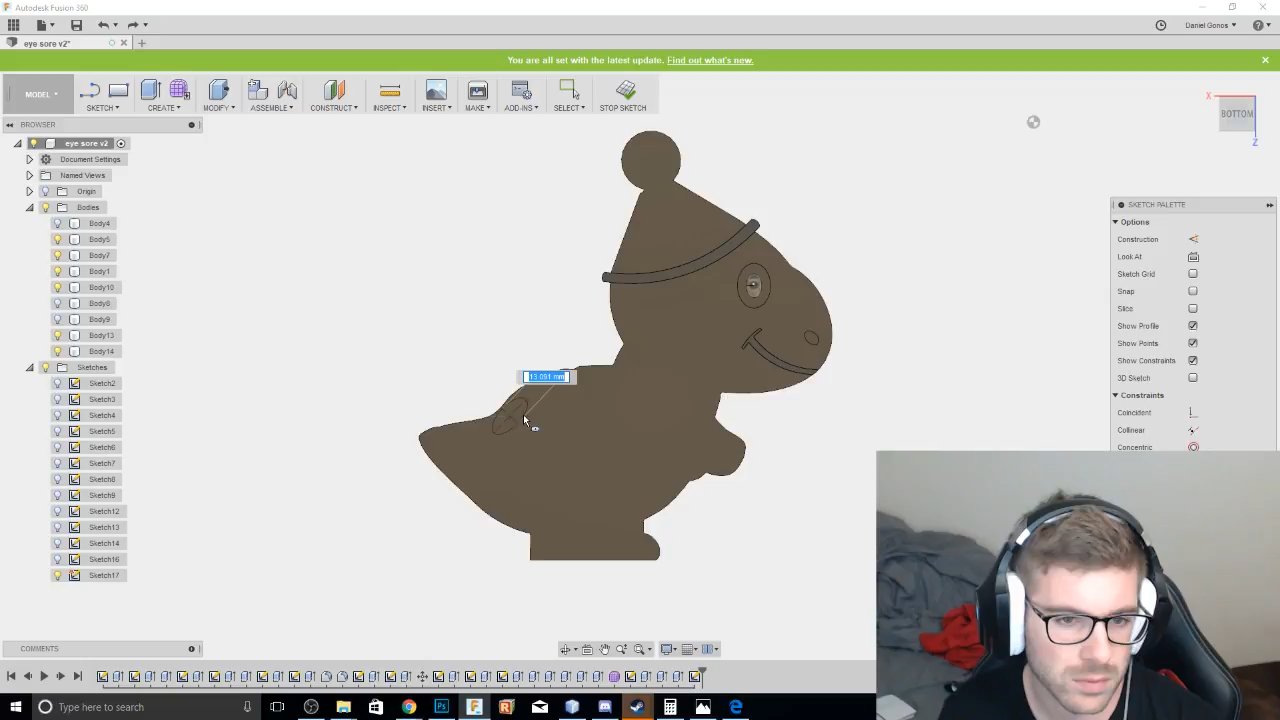 Autodesk Fusion 360
Daniel Gonos
eye sore v2*
You are all set with the latest update. Find out what's new.
MODEL
SKETCH
CREATE
MODIFY
ASSEMBLE
CONSTRUCT
INSPECT
INSERT
MAKE
ADD-INS
SELECT
STOP SKETCH
X
BOTTOM
Z
BROWSER
eye sore v2
Document Settings
Named Views
Origin
Bodies
Body4
Body5
Body7
Body1
Body10
Body8
Body9
Body13
Body14
Sketches
Sketch2
Sketch3
Sketch4
Sketch5
Sketch6
Sketch7
Sketch8
Sketch9
Sketch12
Sketch13
Sketch14
Sketch16
Sketch17
13.091 mm
SKETCH PALETTE
Options
Construction
Look At
Sketch Grid
Snap
Slice
Show Profile
Show Points
Show Constraints
3D Sketch
Constraints
Coincident
Collinear
Concentric
COMMENTS
Type here to search